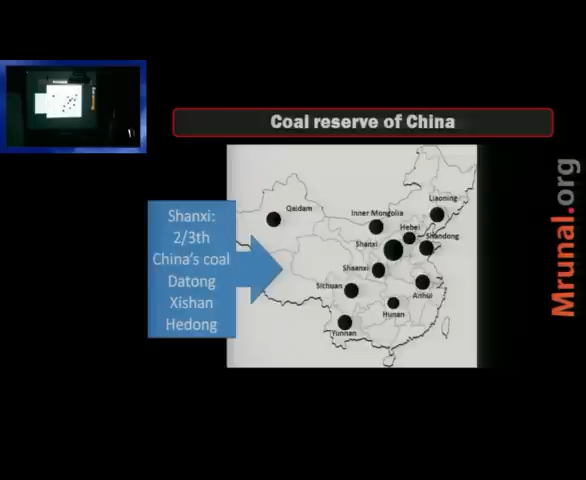 Coal reserve of China
Shanxi:
2/3th
China's coal
Datong
Xishan
Hedong
Qaidam
Inner Mongolia
Liaoning
Hebei
Shandong
Shanxi
Shaanxi
Sichuan
Anhui
Hunan
Yunnan
Mrunal.org